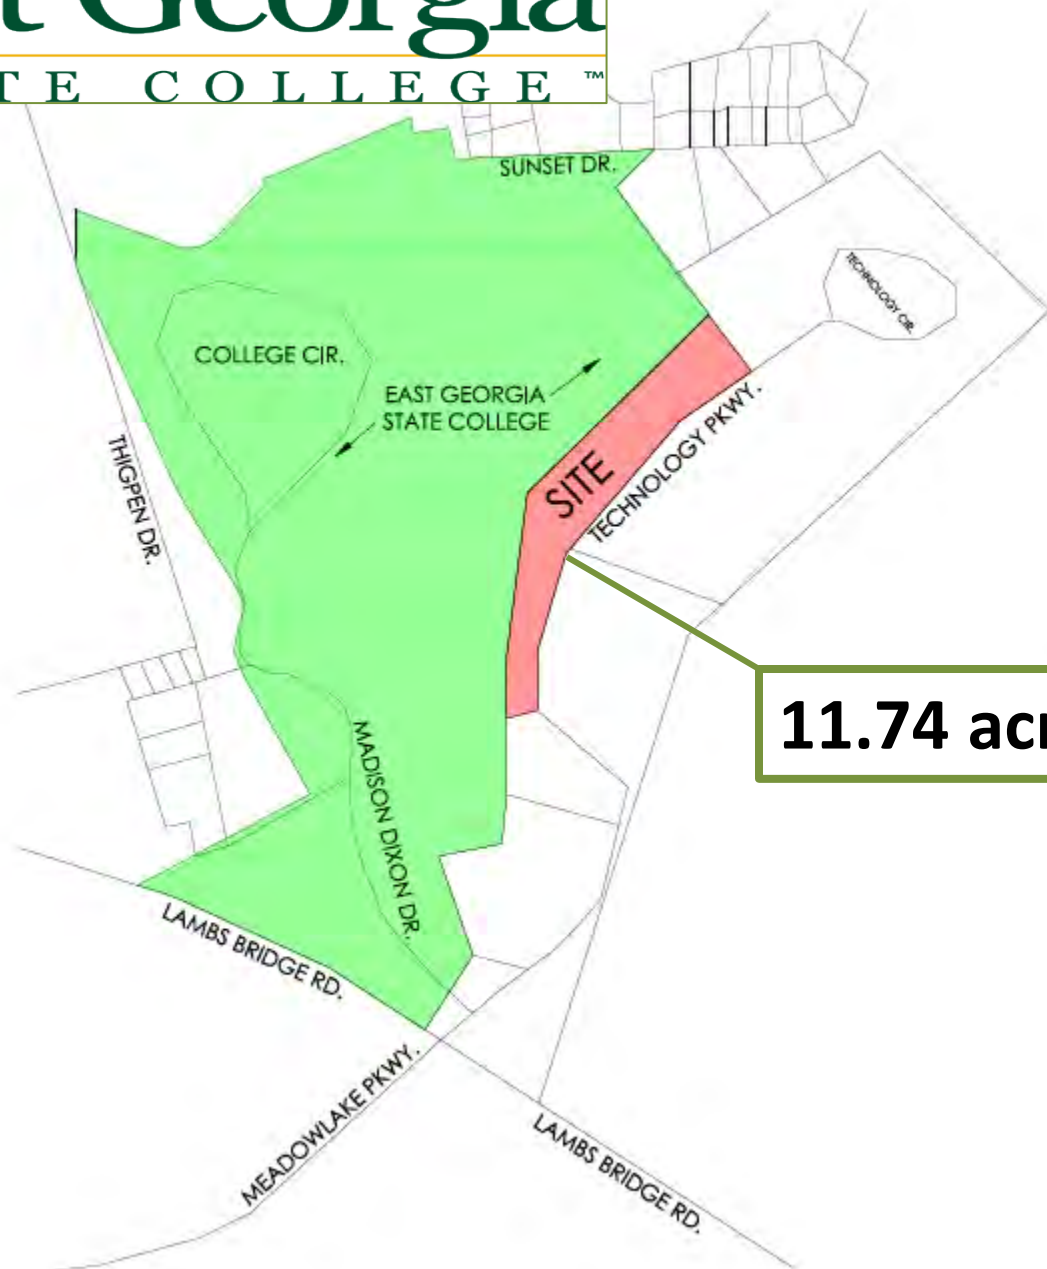 Georgia
TE COLLEGE™
SUNSET DR.
TECHNOLOGY CIR.
COLLEGE CIR.
EAST GEORGIA
STATE COLLEGE
TECHNOLOGY PKWY.
SITE
THIGPEN DR.
11.74 acr
MADISON DIXON DR.
LAMBS BRIDGE RD.
MEADOWLAKE PKWY.
LAMBS BRIDGE RD.